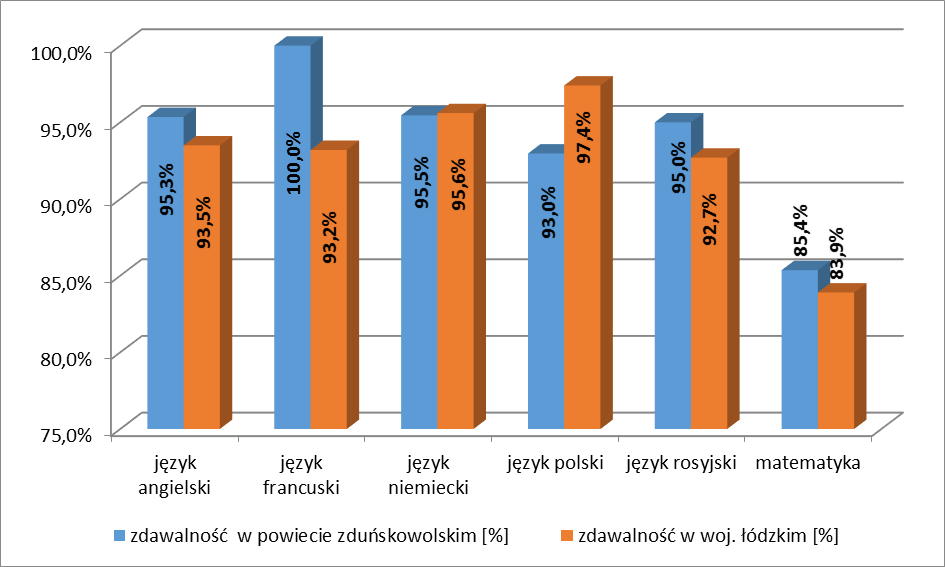 100,0%
95,0%
90,0%
85,0%
80,0%
75,0%
95,3%
93,5%
100,0%
93,2%
95,5%
95,6%
93,0%
97,4%
95,0%
92,7%
85,4%
83,9%
język
angielski
język
francuski
język
niemiecki
język polski
język rosyjski
matematyka
zdawalność w powiecie zduńskowolskim [%]
zdawalność w woj. łódzkim [%]